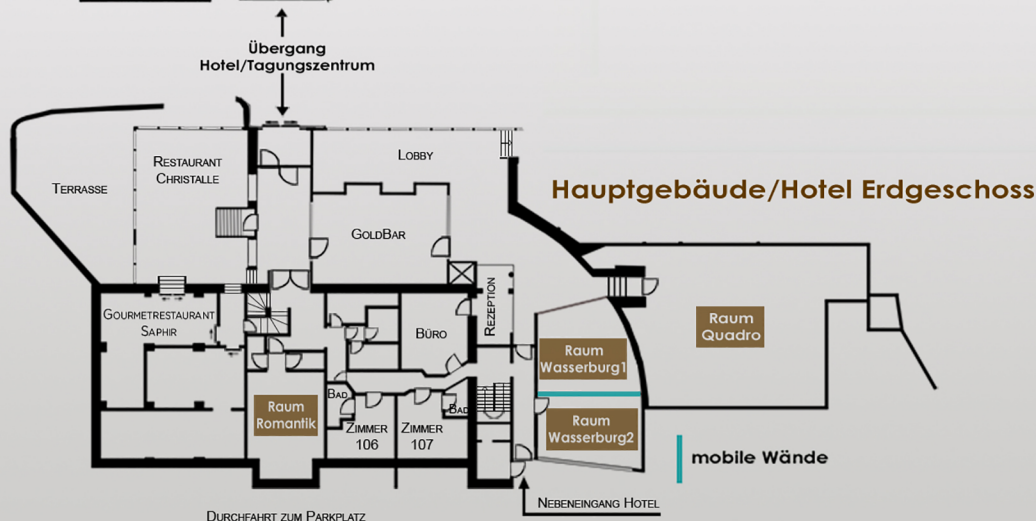 Übergang
Hotel/Tagungszentrum
Restaurant
Christalle
Lobby
Terrasse
Hauptgebäude/Hotel Erdgeschoss
GoldBar
Rezeption
Gourmetrestaurant
Saphir
Büro
Raum
Quadro
Raum
Wasserburg1
Bad
Raum
Romantik
Bad
Zimmer
106
Zimmer
107
Raum
Wasserburg2
mobile Wände
Nebeneingang Hotel
Durchfahrt zum Parkplatz